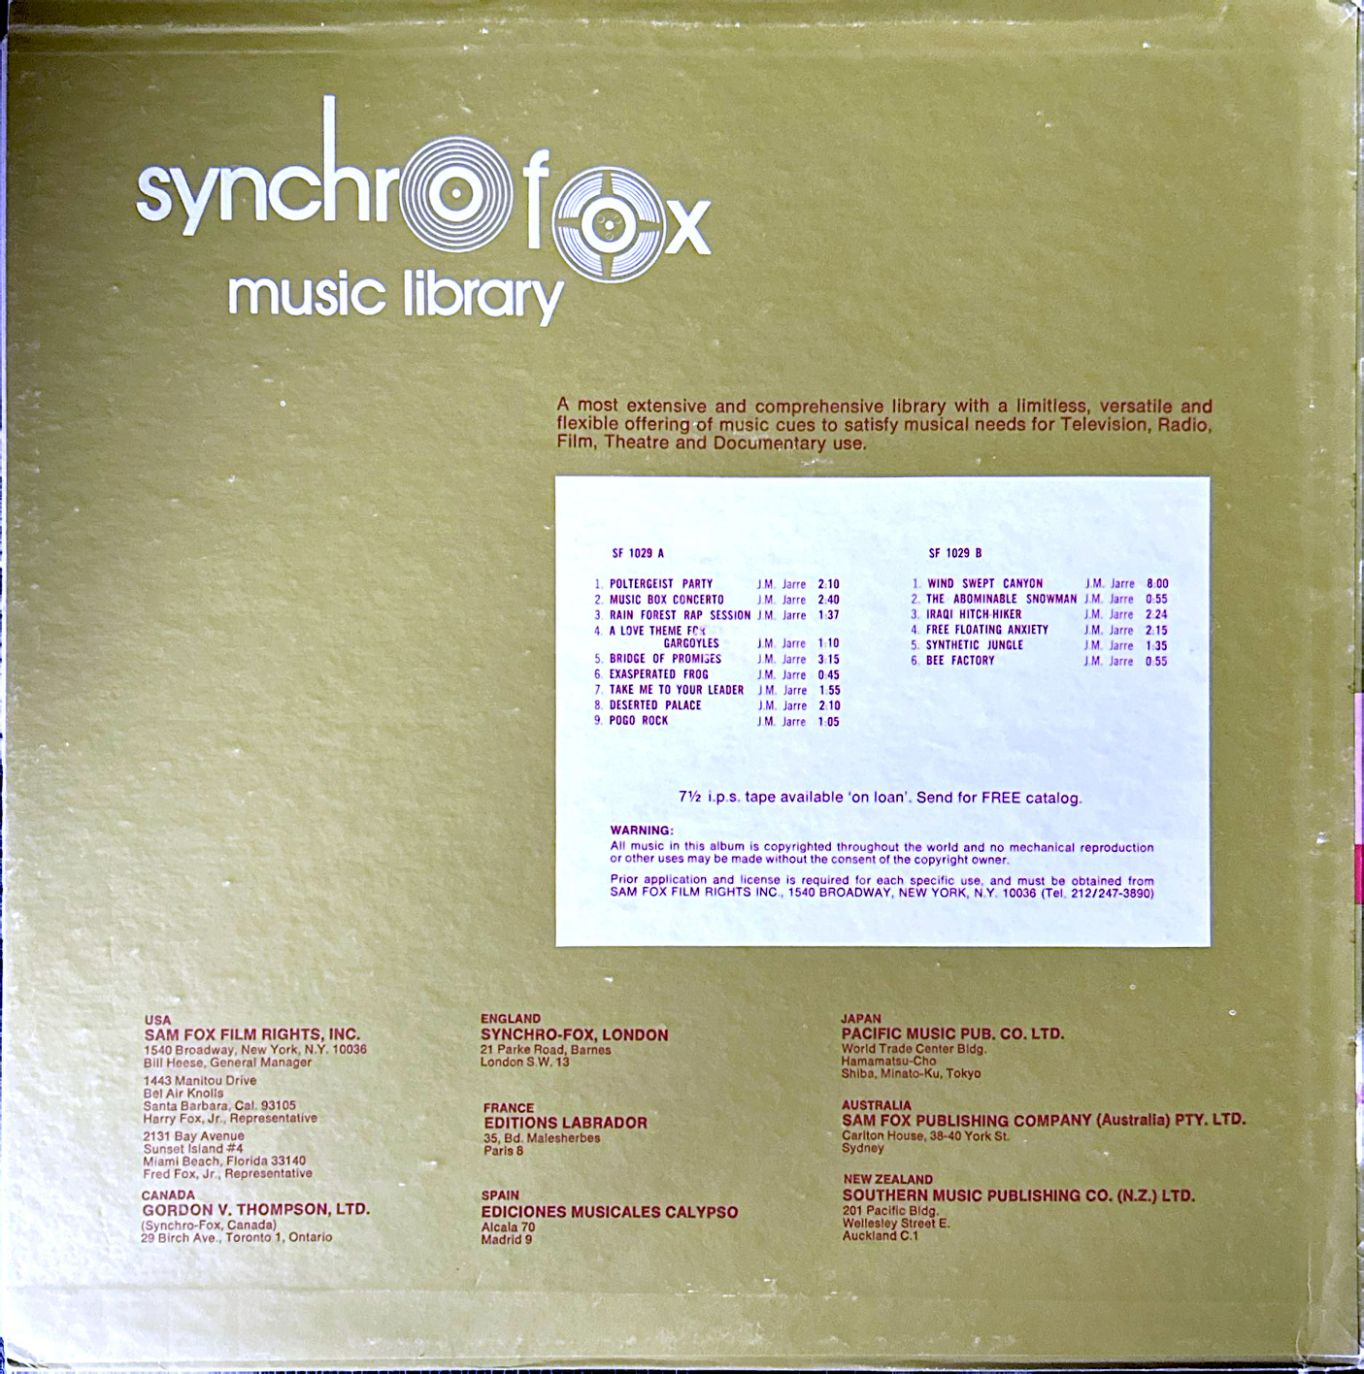 synchro fox
music library
A most extensive and comprehensive library with a limitless, versatile and
flexible offering of music cues to satisfy musical needs for Television, Radio,
Film, Theatre and Documentary use.
SF 1029 A
1. POLTERGEIST PARTY J.M. Jarre 2:10
2. MUSIC BOX CONCERTO J.M. Jarre 2:40
3. RAIN FOREST RAP SESSION J.M. Jarre 1:37
4. A LOVE THEME FOR
GARGOYLES J.M. Jarre 1:10
5. BRIDGE OF PROMISES J.M. Jarre 3:15
6. EXASPERATED FROG J.M. Jarre 0:45
7. TAKE ME TO YOUR LEADER J.M. Jarre 1:55
8. DESERTED PALACE J.M. Jarre 2:10
9. POGO ROCK J.M. Jarre 1:05
SF 1029 B
1. WIND SWEPT CANYON J.M. Jarre 8:00
2. THE ABOMINABLE SNOWMAN J.M. Jarre 0:55
3. IRAQI HITCH-HIKER J.M. Jarre 2:24
4. FREE FLOATING ANXIETY J.M. Jarre 2:15
5. SYNTHETIC JUNGLE J.M. Jarre 1:35
6. BEE FACTORY J.M. Jarre 0:55
7½ i.p.s. tape available 'on loan'. Send for FREE catalog.
WARNING:
All music in this album is copyrighted throughout the world and no mechanical reproduction
or other uses may be made without the consent of the copyright owner.
Prior application and license is required for each specific use, and must be obtained from
SAM FOX FILM RIGHTS INC., 1540 BROADWAY, NEW YORK, N.Y. 10036 (Tel. 212/247-3890)
USA
SAM FOX FILM RIGHTS, INC.
1540 Broadway, New York, N.Y. 10036
Bill Heese, General Manager
1443 Manitou Drive
Bel Air Knolls
Santa Barbara, Cal. 93105
Harry Fox, Jr., Representative
2131 Bay Avenue
Sunset Island #4
Miami Beach, Florida 33140
Fred Fox, Jr., Representative
CANADA
GORDON V. THOMPSON, LTD.
(Synchro-Fox, Canada)
29 Birch Ave., Toronto 1, Ontario
ENGLAND
SYNCHRO-FOX, LONDON
21 Parke Road, Barnes
London S.W. 13
FRANCE
EDITIONS LABRADOR
35, Bd. Malesherbes
Paris 8
SPAIN
EDICIONES MUSICALES CALYPSO
Alcala 70
Madrid 9
JAPAN
PACIFIC MUSIC PUB. CO. LTD.
World Trade Center Bldg.
Hamamatsu-Cho
Shiba, Minato-Ku, Tokyo
AUSTRALIA
SAM FOX PUBLISHING COMPANY (Australia) PTY. LTD.
Carlton House, 38-40 York St.
Sydney
NEW ZEALAND
SOUTHERN MUSIC PUBLISHING CO. (N.Z.) LTD.
201 Pacific Bldg.
Wellesley Street E.
Auckland C.1